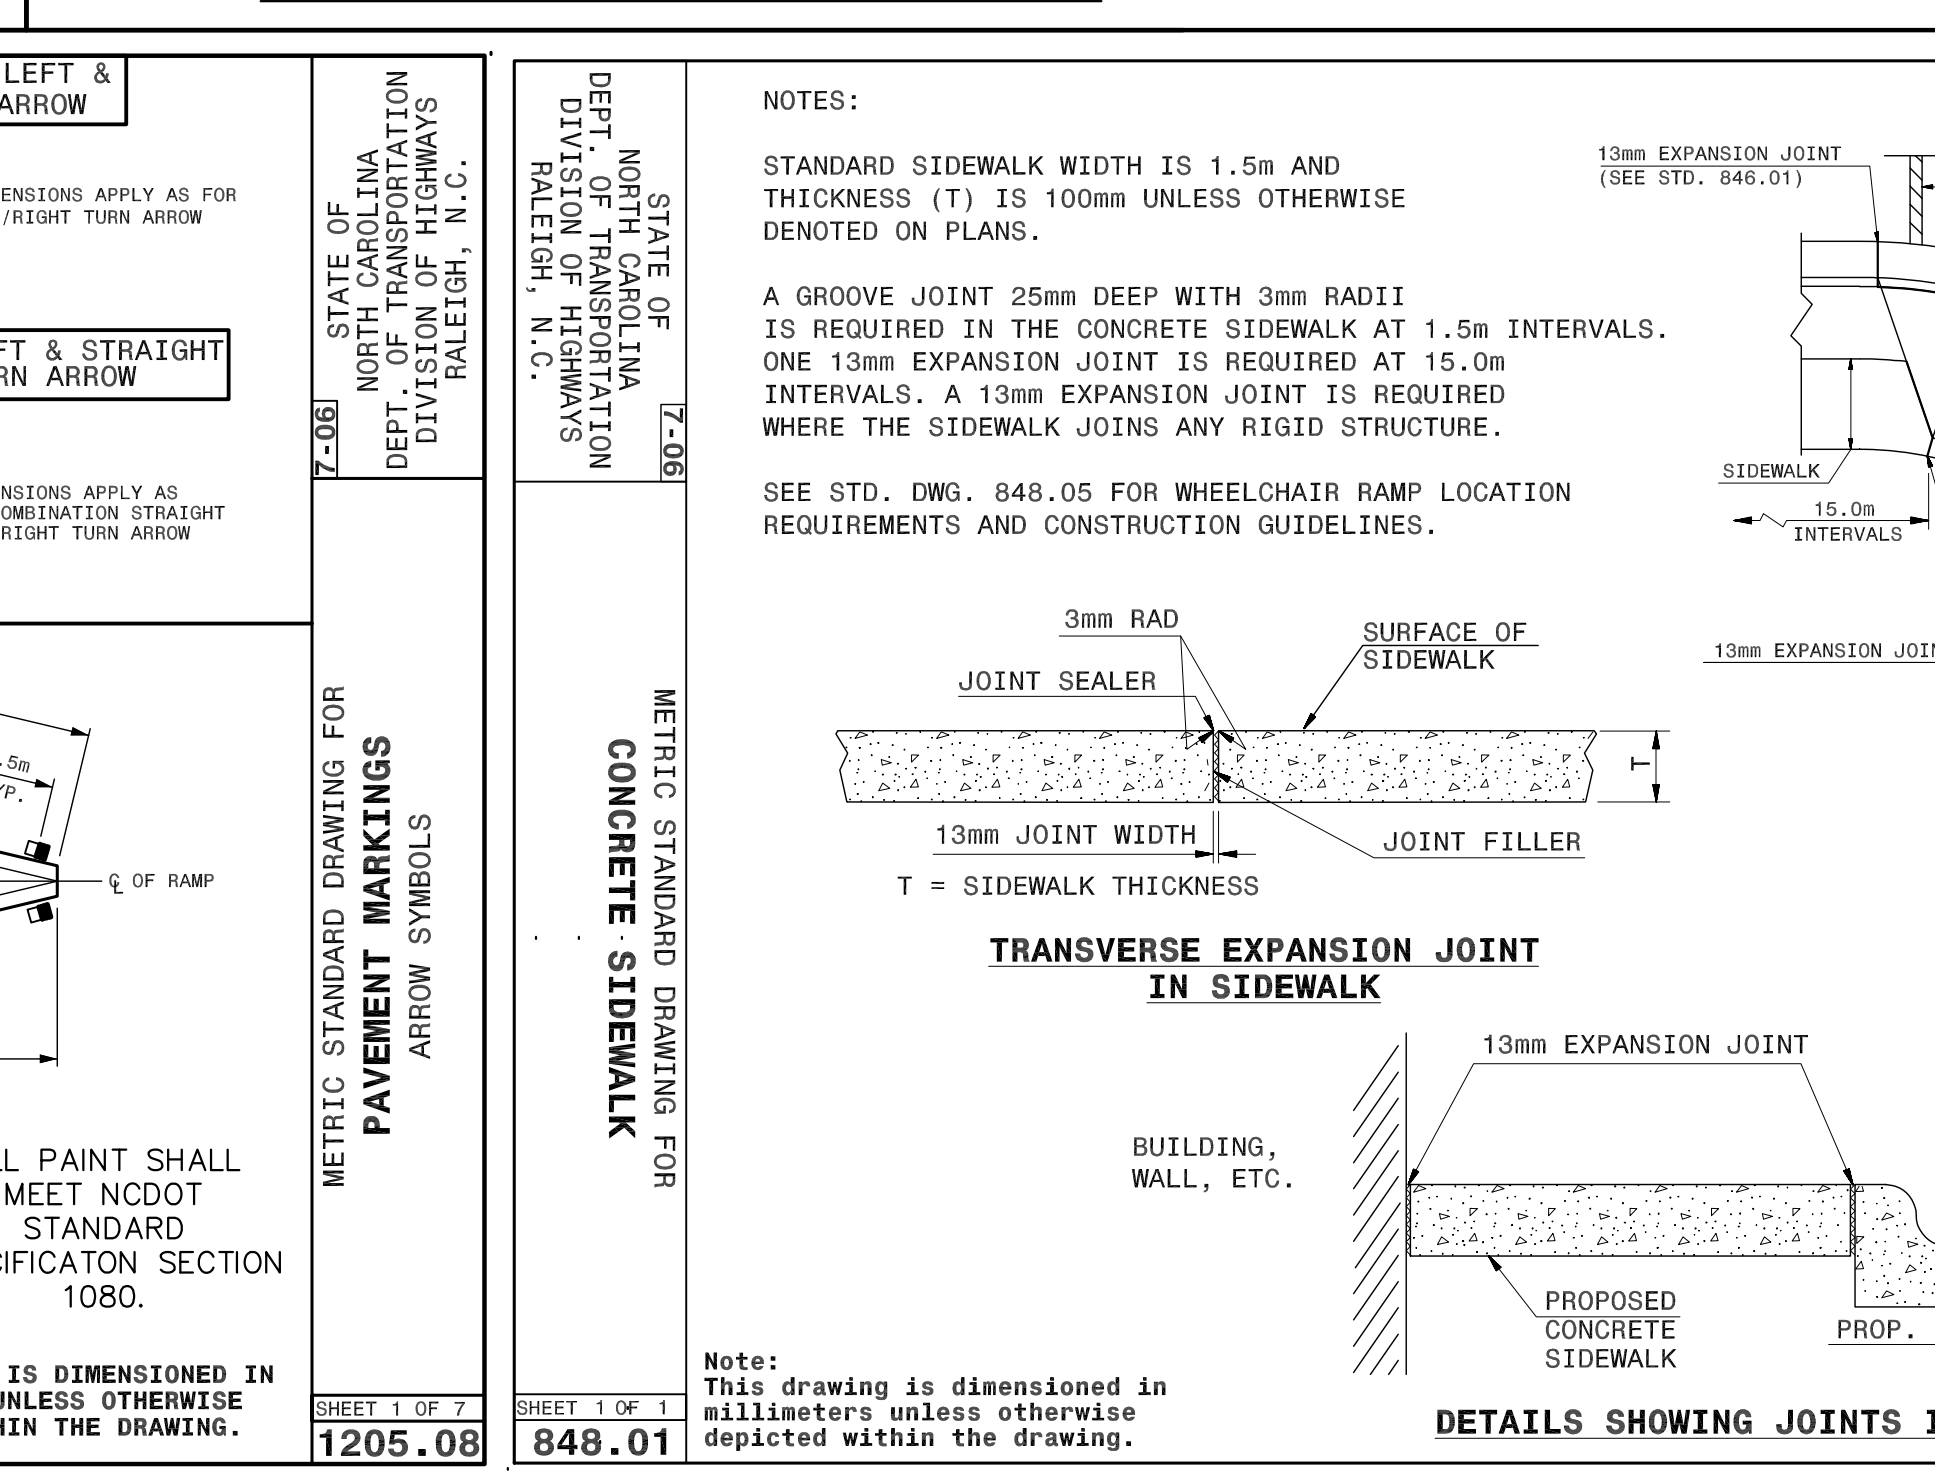 LEFT &
ARROW
ENSIONS APPLY AS FOR
/RIGHT TURN ARROW
FT & STRAIGHT
RN ARROW
NSIONS APPLY AS
OMBINATION STRAIGHT
RIGHT TURN ARROW
.5m
YP.
℄ OF RAMP
LL PAINT SHALL
MEET NCDOT
STANDARD
CIFICATON SECTION
1080.
IS DIMENSIONED IN
UNLESS OTHERWISE
HIN THE DRAWING.
7-06
STATE OF
NORTH CAROLINA
DEPT. OF TRANSPORTATION
DIVISION OF HIGHWAYS
RALEIGH, N.C.
METRIC STANDARD DRAWING FOR
PAVEMENT MARKINGS
ARROW SYMBOLS
SHEET 1 OF 7
1205.08
STATE OF
NORTH CAROLINA
DEPT. OF TRANSPORTATION
DIVISION OF HIGHWAYS
RALEIGH, N.C.
7-06
METRIC STANDARD DRAWING FOR
CONCRETE SIDEWALK
SHEET 1 OF 1
848.01
NOTES:
STANDARD SIDEWALK WIDTH IS 1.5m AND
THICKNESS (T) IS 100mm UNLESS OTHERWISE
DENOTED ON PLANS.
A GROOVE JOINT 25mm DEEP WITH 3mm RADII
IS REQUIRED IN THE CONCRETE SIDEWALK AT 1.5m INTERVALS.
ONE 13mm EXPANSION JOINT IS REQUIRED AT 15.0m
INTERVALS. A 13mm EXPANSION JOINT IS REQUIRED
WHERE THE SIDEWALK JOINS ANY RIGID STRUCTURE.
SEE STD. DWG. 848.05 FOR WHEELCHAIR RAMP LOCATION
REQUIREMENTS AND CONSTRUCTION GUIDELINES.
13mm EXPANSION JOINT
(SEE STD. 846.01)
SIDEWALK
15.0m
INTERVALS
13mm EXPANSION JOIN
3mm RAD
SURFACE OF
SIDEWALK
JOINT SEALER
T
13mm JOINT WIDTH
JOINT FILLER
T = SIDEWALK THICKNESS
TRANSVERSE EXPANSION JOINT
IN SIDEWALK
13mm EXPANSION JOINT
BUILDING,
WALL, ETC.
PROPOSED
CONCRETE
SIDEWALK
PROP.
DETAILS SHOWING JOINTS I
Note:
This drawing is dimensioned in
millimeters unless otherwise
depicted within the drawing.